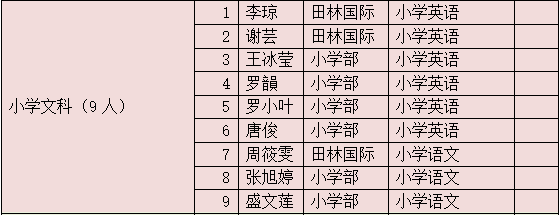 小学文科（9人）
1 李琼 田林国际 小学英语
2 谢芸 田林国际 小学英语
3 王冰莹 小学部 小学英语
4 罗韻 小学部 小学英语
5 罗小叶 小学部 小学英语
6 唐俊 小学部 小学英语
7 周筱雯 田林国际 小学语文
8 张旭婷 小学部 小学语文
9 盛文莲 小学部 小学语文